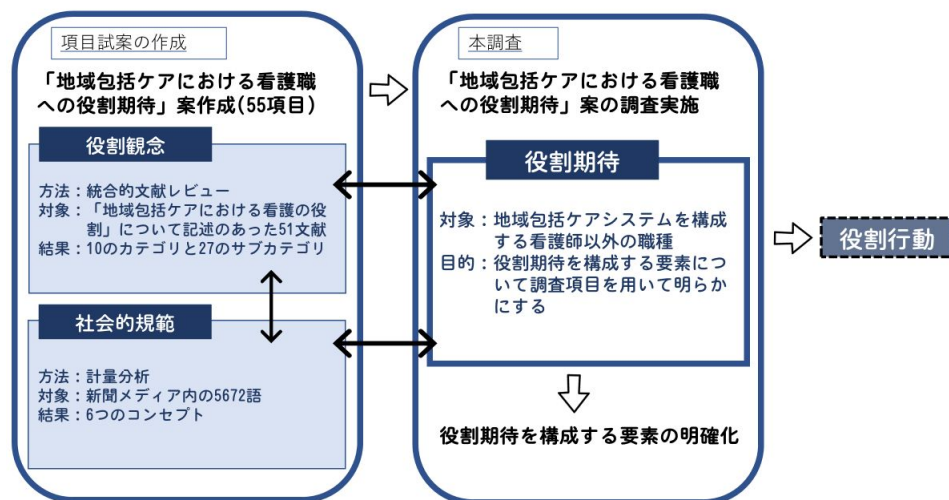 項目試案の作成
「地域包括ケアにおける看護職
への役割期待」案作成(55項目)
役割観念
方法：統合的文献レビュー
対象：「地域包括ケアにおける看護の役
割」について記述のあった51文献
結果：10のカテゴリと27のサブカテゴリ
社会的規範
方法：計量分析
対象：新聞メディア内の5672語
結果：6つのコンセプト
本調査
「地域包括ケアにおける看護職
への役割期待」案の調査実施
役割期待
対象：地域包括ケアシステムを構成
する看護師以外の職種
目的：役割期待を構成する要素につ
いて調査項目を用いて明らか
にする
役割期待を構成する要素の明確化
役割行動